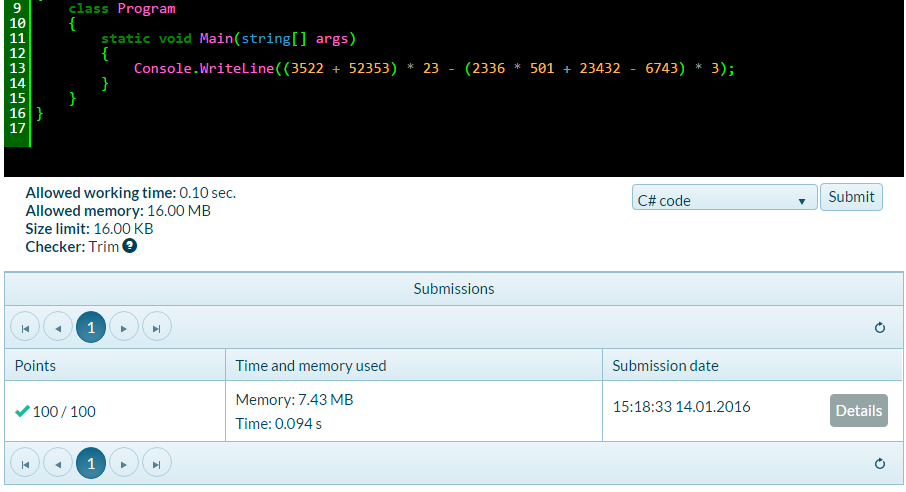 9 class Program
10 {
11 static void Main(string[] args)
12 {
13 Console.WriteLine((3522 + 52353) * 23 - (2336 * 501 + 23432 - 6743) * 3);
14 }
15 }
16 }
17
Allowed working time: 0.10 sec.
Allowed memory: 16.00 MB
Size limit: 16.00 KB
Checker: Trim ?
C# code
Submit
Submissions
1
Points Time and memory used Submission date
100 / 100
Memory: 7.43 MB
Time: 0.094 s
15:18:33 14.01.2016
Details
1